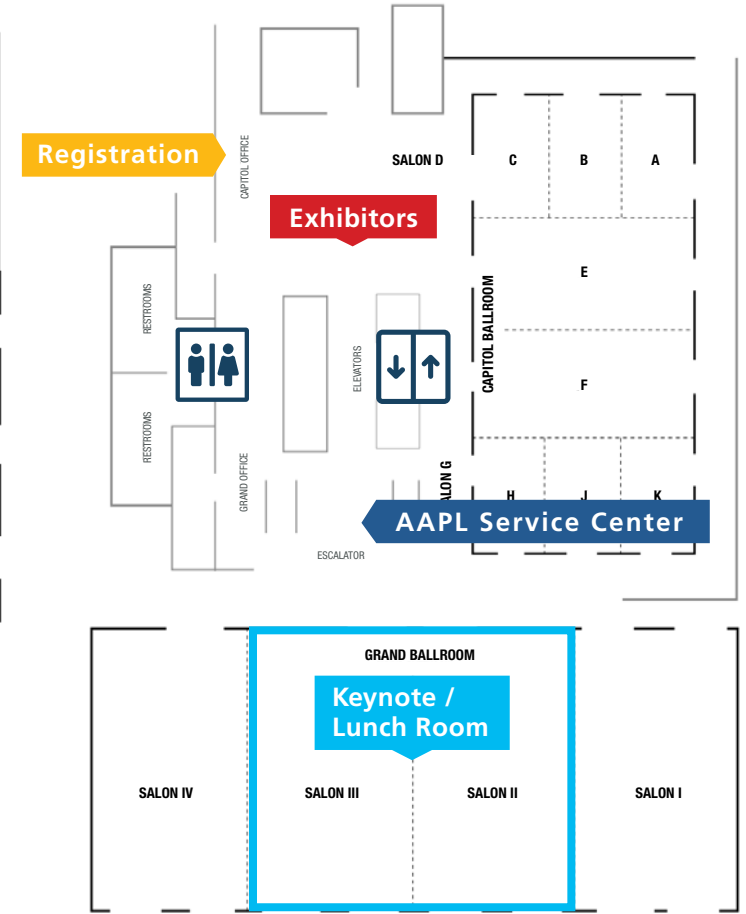 Registration
CAPITOL OFFICE
SALON D
C
B
A
Exhibitors
E
RESTROOMS
CAPITOL BALLROOM
ELEVATORS
F
RESTROOMS
GRAND OFFICE
ALON G
H
J
K
AAPL Service Center
ESCALATOR
GRAND BALLROOM
Keynote /
Lunch Room
SALON IV
SALON III
SALON II
SALON I